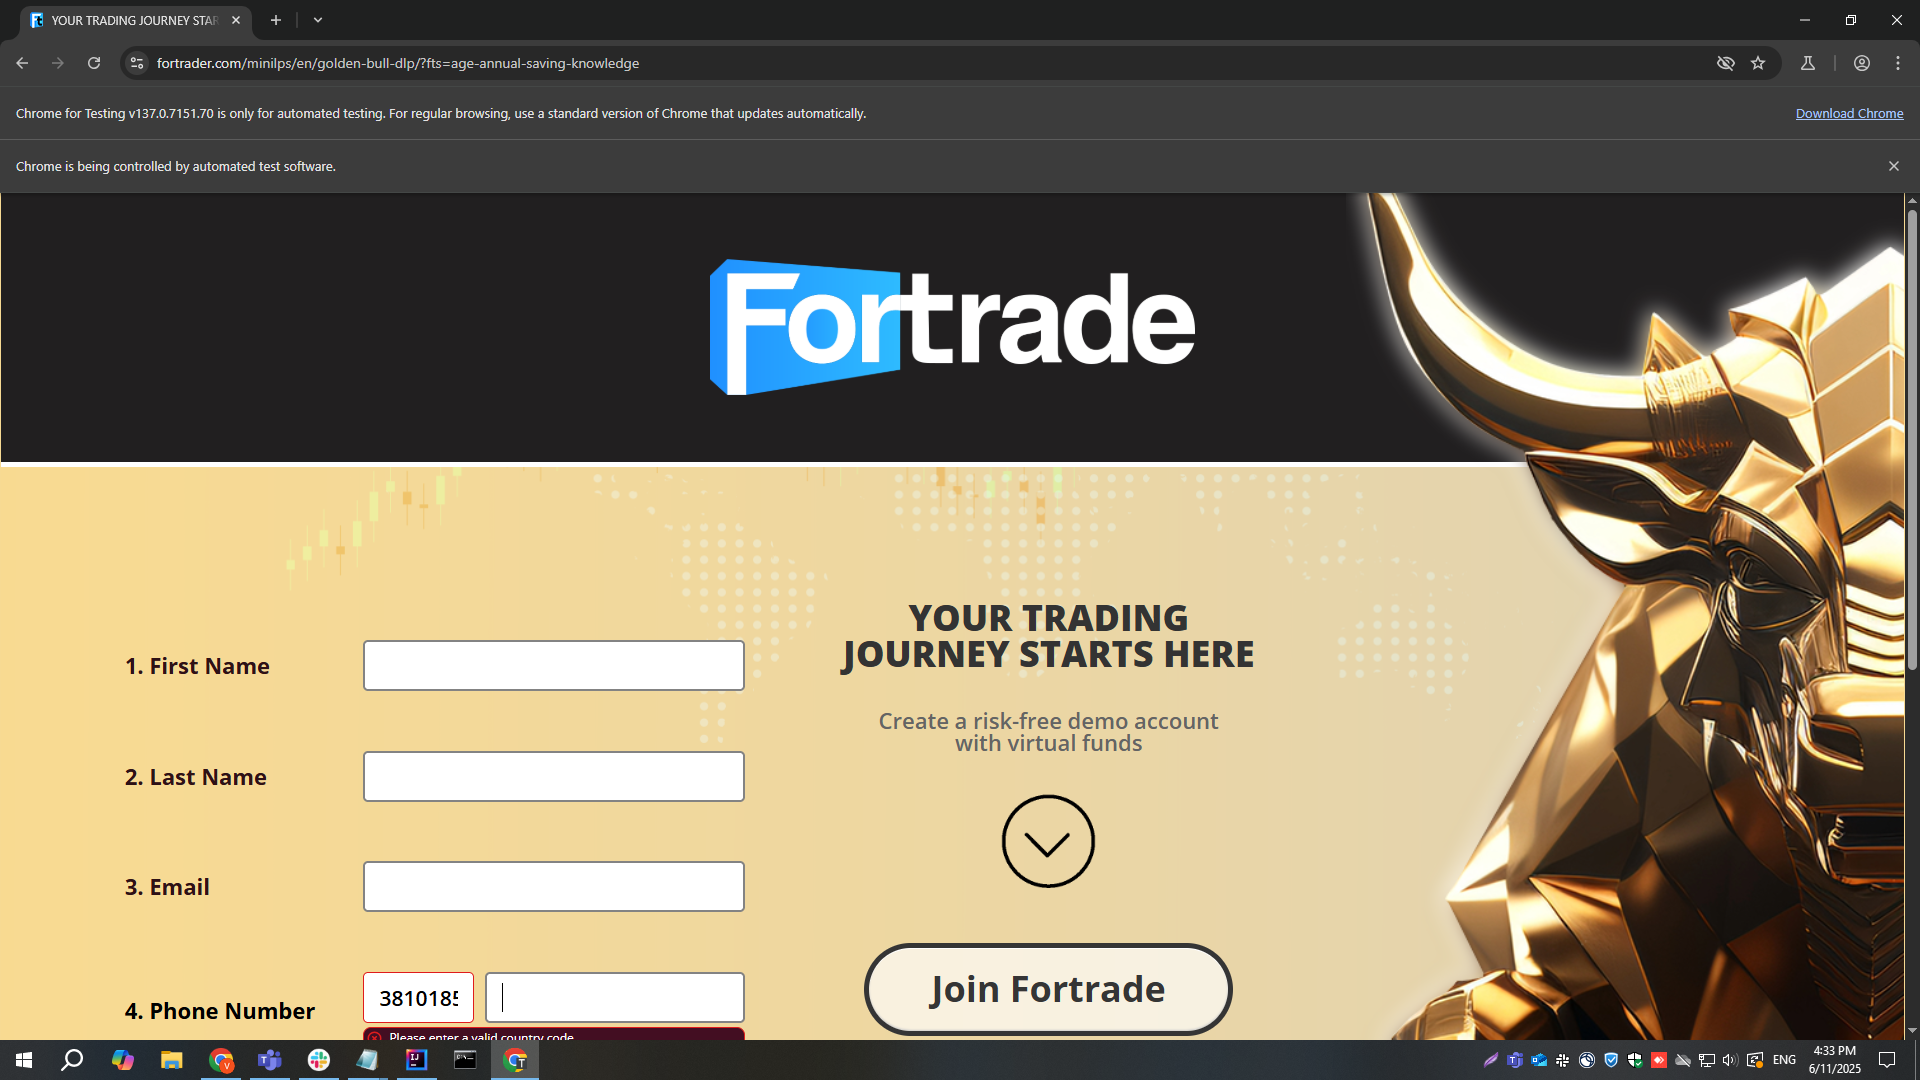 YOUR TRADING JOURNEY STAR
fortrader.com/minilps/en/golden-bull-dlp/?fts=age-annual-saving-knowledge
Chrome for Testing v137.0.7151.70 is only for automated testing. For regular browsing, use a standard version of Chrome that updates automatically.
Download Chrome
Chrome is being controlled by automated test software.
Fortrade
YOUR TRADING
JOURNEY STARTS HERE
Create a risk-free demo account
with virtual funds
Join Fortrade
1. First Name
2. Last Name
3. Email
4. Phone Number
3810185
Please enter a valid country code
ENG
4:33 PM
6/11/2025